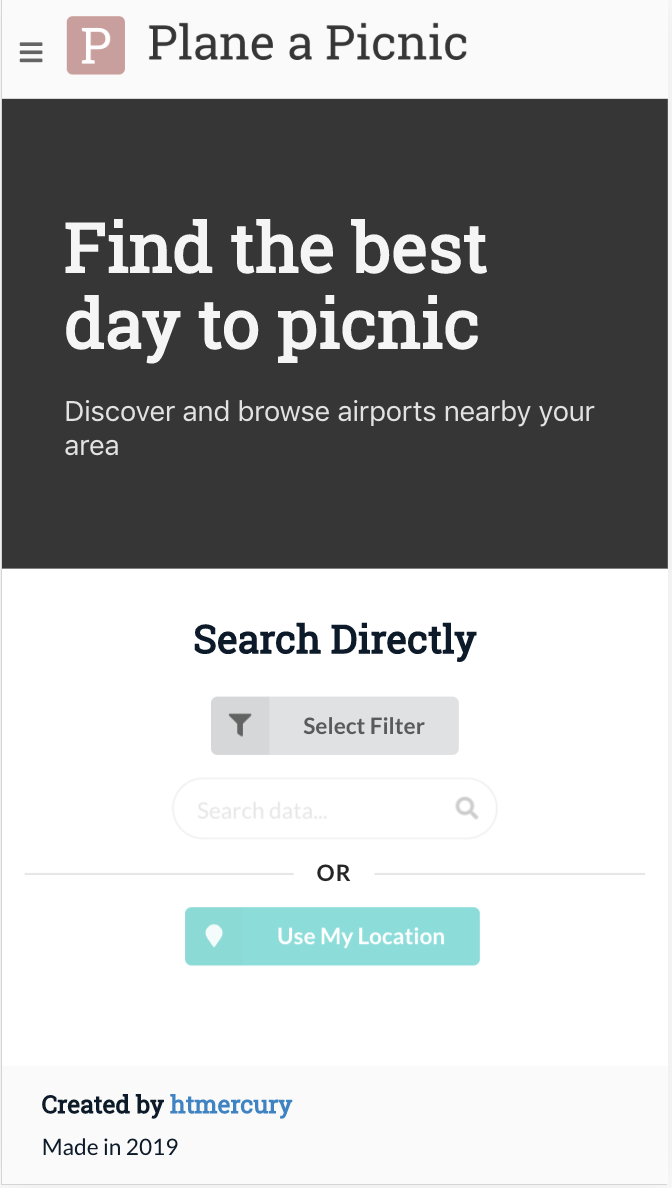 P Plane a Picnic
Find the best
day to picnic
Discover and browse airports nearby your
area
Search Directly
Select Filter
Search data...
OR
Use My Location
Created by htmercury
Made in 2019